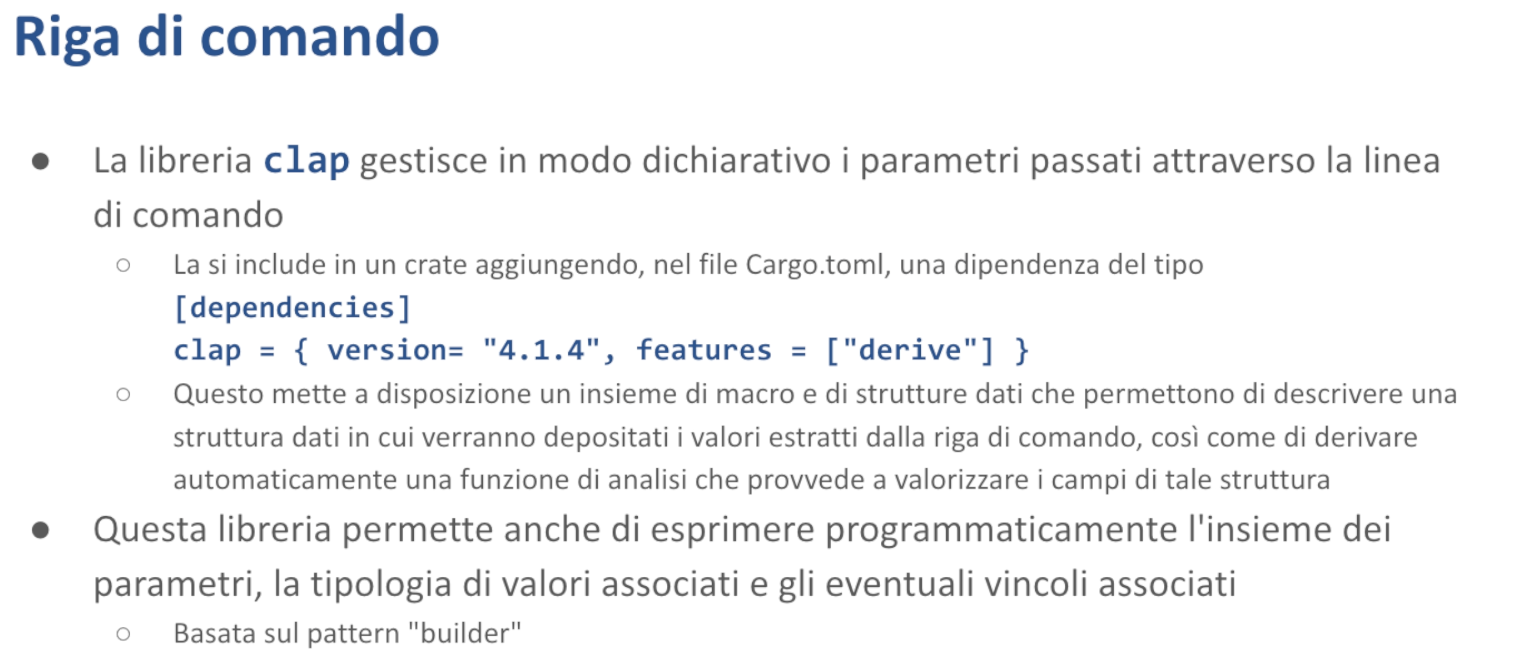 Riga di comando
● La libreria clap gestisce in modo dichiarativo i parametri passati attraverso la linea
di comando
○ La si include in un crate aggiungendo, nel file Cargo.toml, una dipendenza del tipo
[dependencies]
clap = { version= "4.1.4", features = ["derive"] }
○ Questo mette a disposizione un insieme di macro e di strutture dati che permettono di descrivere una
struttura dati in cui verranno depositati i valori estratti dalla riga di comando, così come di derivare
automaticamente una funzione di analisi che provvede a valorizzare i campi di tale struttura
● Questa libreria permette anche di esprimere programmaticamente l'insieme dei
parametri, la tipologia di valori associati e gli eventuali vincoli associati
○ Basata sul pattern "builder"